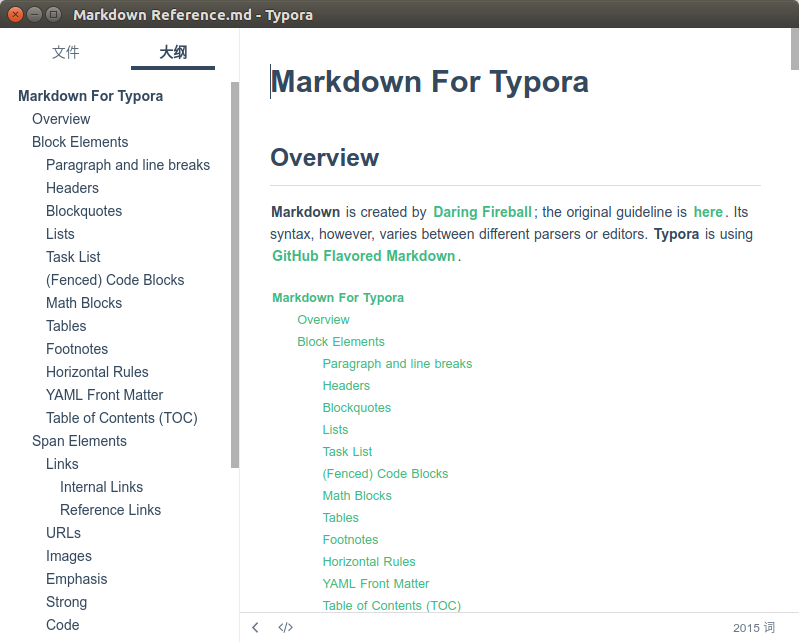 Markdown Reference.md - Typora
文件 大纲
Markdown For Typora
Overview
Block Elements
Paragraph and line breaks
Headers
Blockquotes
Lists
Task List
(Fenced) Code Blocks
Math Blocks
Tables
Footnotes
Horizontal Rules
YAML Front Matter
Table of Contents (TOC)
Span Elements
Links
Internal Links
Reference Links
URLs
Images
Emphasis
Strong
Code
Markdown For Typora
Overview
Markdown is created by Daring Fireball; the original guideline is here. Its
syntax, however, varies between different parsers or editors. Typora is using
GitHub Flavored Markdown.
Markdown For Typora
Overview
Block Elements
Paragraph and line breaks
Headers
Blockquotes
Lists
Task List
(Fenced) Code Blocks
Math Blocks
Tables
Footnotes
Horizontal Rules
YAML Front Matter
Table of Contents (TOC)
</> 2015 词